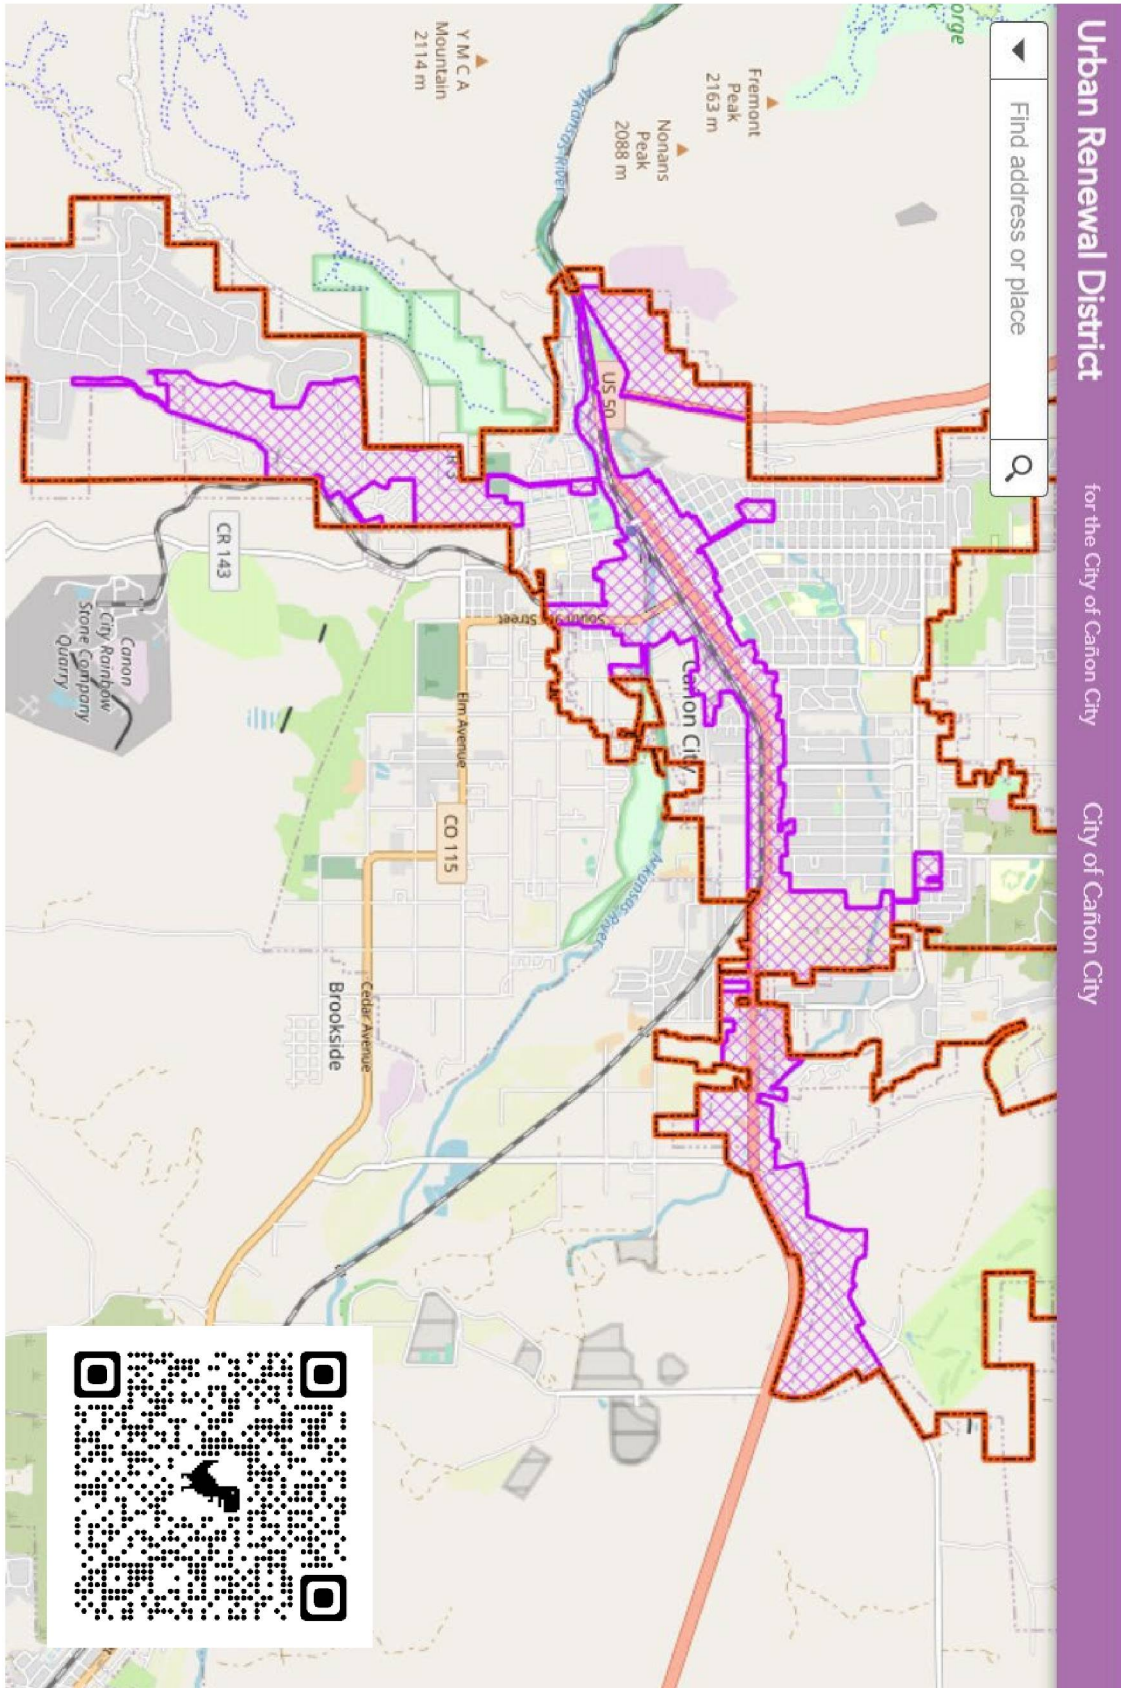 Urban Renewal District
for the City of Cañon City
City of Cañon City
Find address or place
orge
Fremont
Peak
2163 m
Nonans
Peak
2088 m
Y M C A
Mountain
2114 m
Arkansas River
US 50
CR 143
Cañon
City Rainbow
Stone Company
Quarry
South 9th Street
Elm Avenue
Cañon City
CO 115
Arkansas River
Cedar Avenue
Brookside